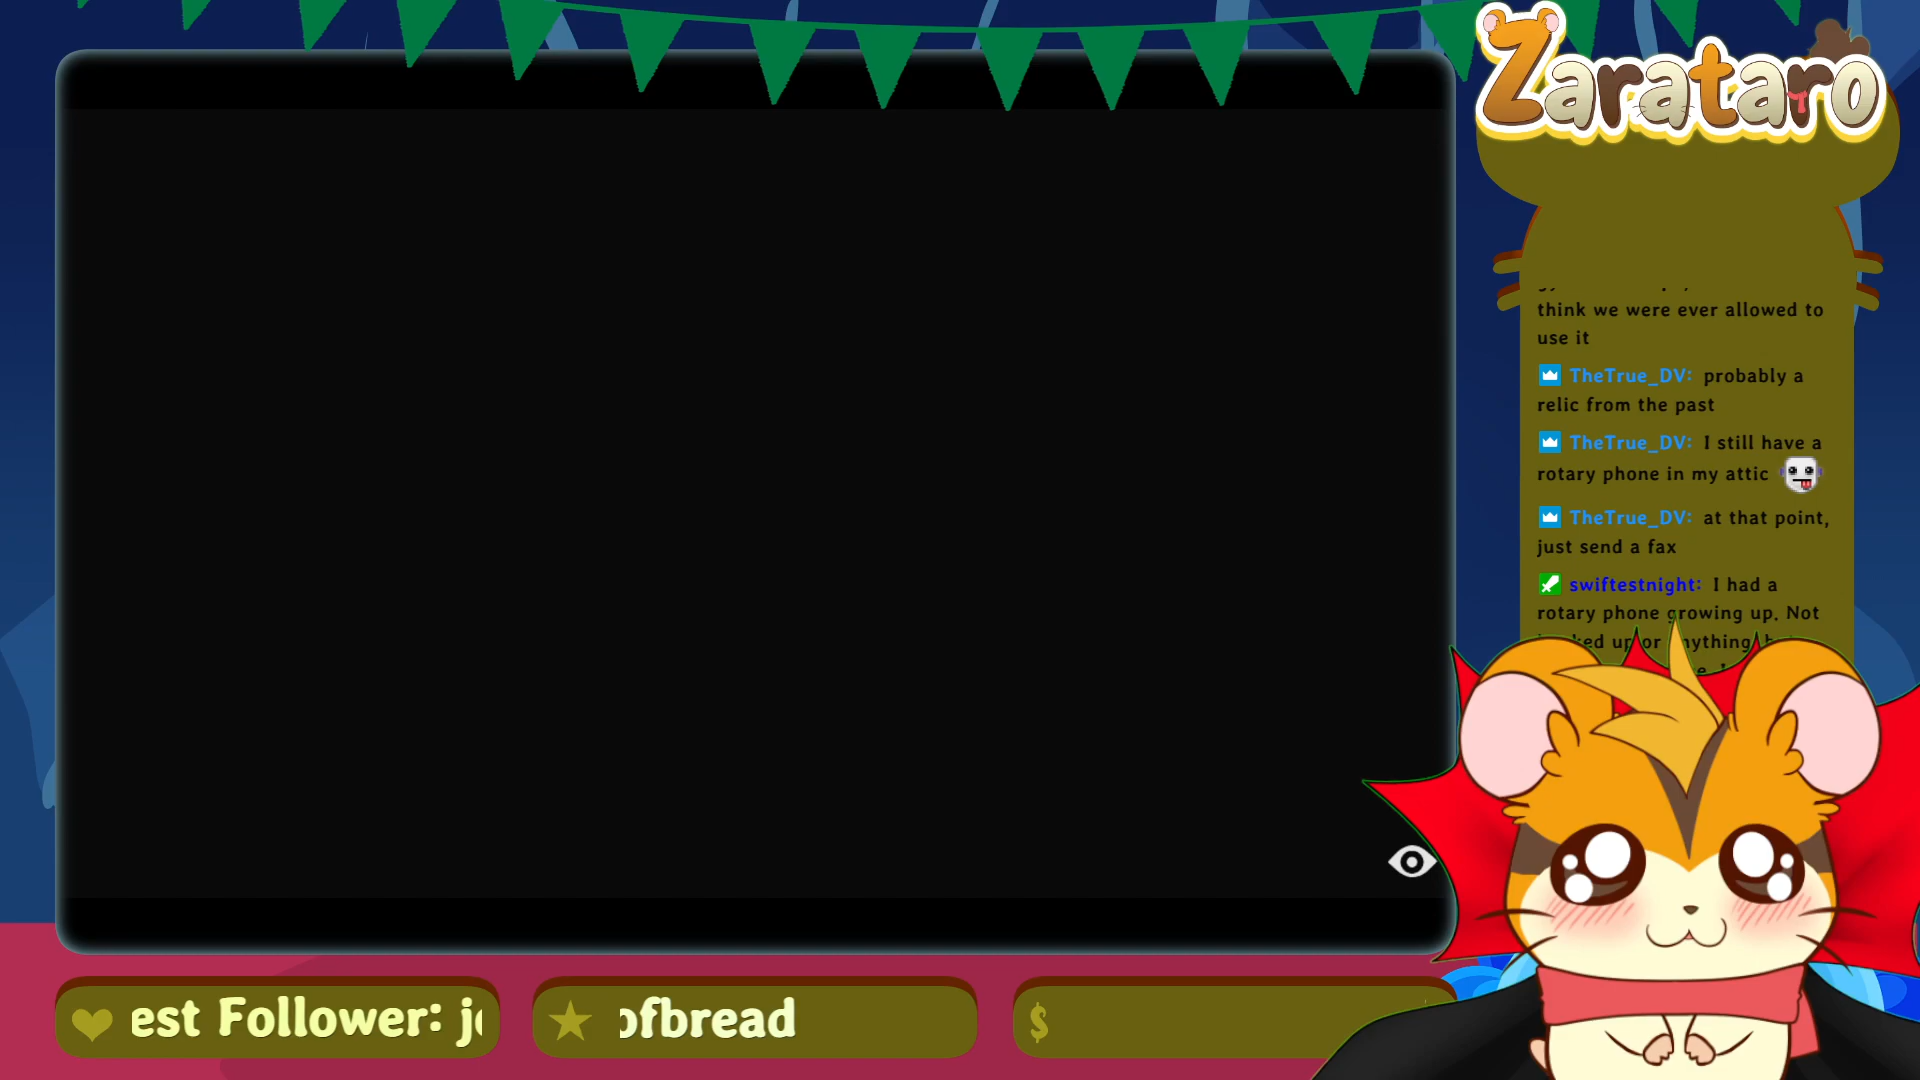 Zarataro
think we were ever allowed to
use it
TheTrue_DV: probably a
relic from the past
TheTrue_DV: I still have a
rotary phone in my attic
TheTrue_DV: at that point,
just send a fax
swiftestnight: I had a
rotary phone growing up. Not
up or
est Follower:
ofbread
$